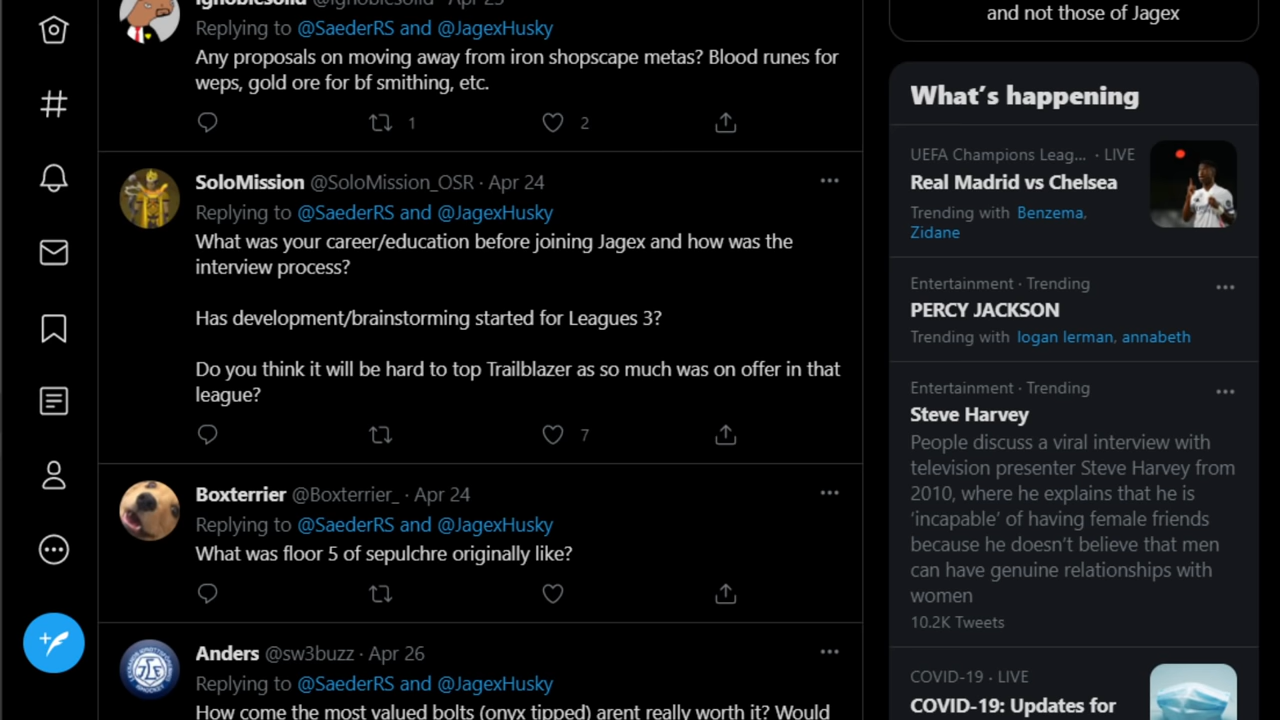 Ignoblesolid @ignoblesolid · Apr 25
Replying to @SaederRS and @JagexHusky
Any proposals on moving away from iron shopscape metas? Blood runes for
weps, gold ore for bf smithing, etc.
1
2
SoloMission @SoloMission_OSR · Apr 24
Replying to @SaederRS and @JagexHusky
What was your career/education before joining Jagex and how was the
interview process?
Has development/brainstorming started for Leagues 3?
Do you think it will be hard to top Trailblazer as so much was on offer in that
league?
7
Boxterrier @Boxterrier_ · Apr 24
Replying to @SaederRS and @JagexHusky
What was floor 5 of sepulchre originally like?
Anders @sw3buzz · Apr 26
Replying to @SaederRS and @JagexHusky
How come the most valued bolts (onyx tipped) arent really worth it? Would
and not those of Jagex
What's happening
UEFA Champions Leag... · LIVE
Real Madrid vs Chelsea
Trending with Benzema,
Zidane
Entertainment · Trending
PERCY JACKSON
Trending with logan lerman, annabeth
Entertainment · Trending
Steve Harvey
People discuss a viral interview with
television presenter Steve Harvey from
2010, where he explains that he is
‘incapable’ of having female friends
because he doesn’t believe that men
can have genuine relationships with
women
10.2K Tweets
COVID-19 · LIVE
COVID-19: Updates for